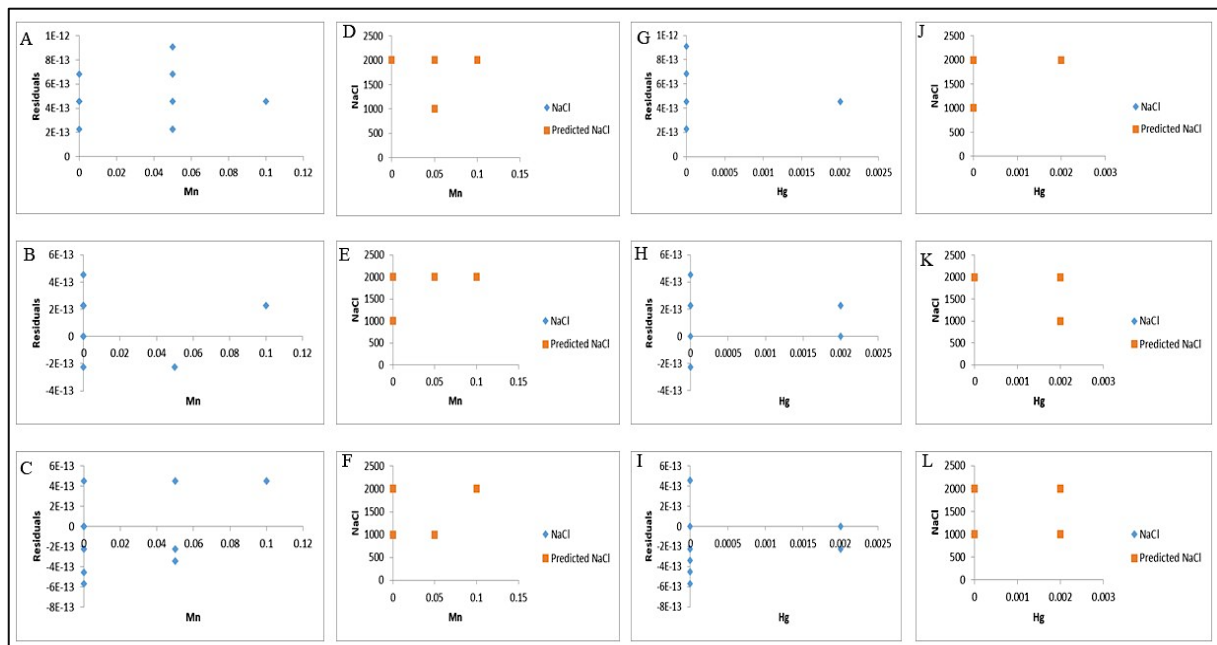 A
1E-12
8E-13
6E-13
4E-13
2E-13
0
Residuals
0 0.02 0.04 0.06 0.08 0.1 0.12
Mn
D
2500
2000
1500
1000
500
0
NaCl
0 0.05 0.1 0.15
Mn
NaCl
Predicted NaCl
G
1E-12
8E-13
6E-13
4E-13
2E-13
0
Residuals
0 0.0005 0.001 0.0015 0.002 0.0025
Hg
J
2500
2000
1500
1000
500
0
NaCl
0 0.001 0.002 0.003
Hg
NaCl
Predicted NaCl
B
6E-13
4E-13
2E-13
0
-2E-13
-4E-13
Residuals
0 0.02 0.04 0.06 0.08 0.1 0.12
Mn
E
2500
2000
1500
1000
500
0
NaCl
0 0.05 0.1 0.15
Mn
NaCl
Predicted NaCl
H
6E-13
4E-13
2E-13
0
-2E-13
-4E-13
Residuals
0 0.0005 0.001 0.0015 0.002 0.0025
Hg
K
2500
2000
1500
1000
500
0
NaCl
0 0.001 0.002 0.003
Hg
NaCl
Predicted NaCl
C
6E-13
4E-13
2E-13
0
-2E-13
-4E-13
-6E-13
-8E-13
Residuals
0 0.02 0.04 0.06 0.08 0.1 0.12
Mn
F
2500
2000
1500
1000
500
0
NaCl
0 0.05 0.1 0.15
Mn
NaCl
Predicted NaCl
I
6E-13
4E-13
2E-13
0
-2E-13
-4E-13
-6E-13
-8E-13
Residuals
0 0.0005 0.001 0.0015 0.002 0.0025
Hg
L
2500
2000
1500
1000
500
0
NaCl
0 0.001 0.002 0.003
Hg
NaCl
Predicted NaCl